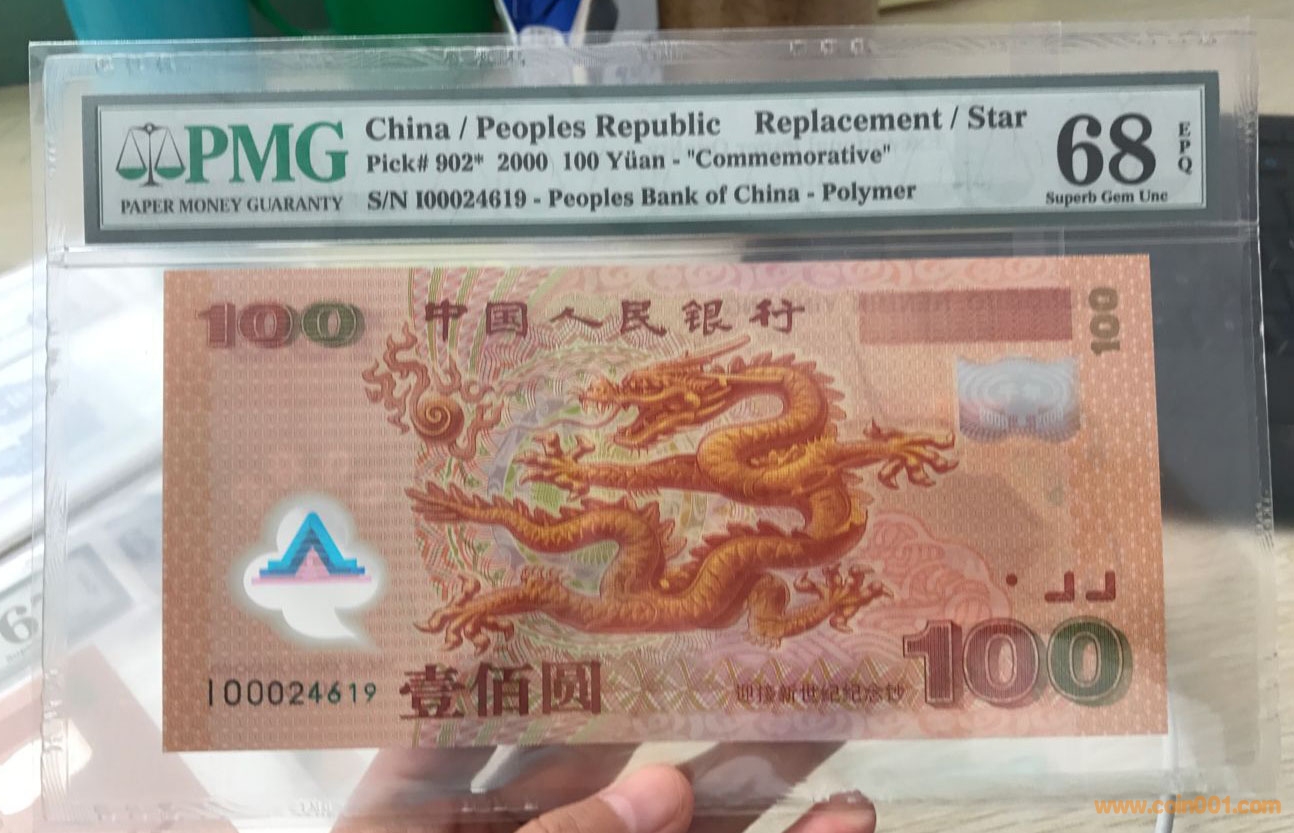 PMG
PAPER MONEY GUARANTY
China / Peoples Republic Replacement / Star
Pick# 902* 2000 100 Yüan - "Commemorative"
S/N I00024619 - Peoples Bank of China - Polymer
68
EPQ
Superb Gem Unc
100
中国人民银行
100
I00024619
壹佰圆
迎接新世纪纪念钞
100
www.coin001.com